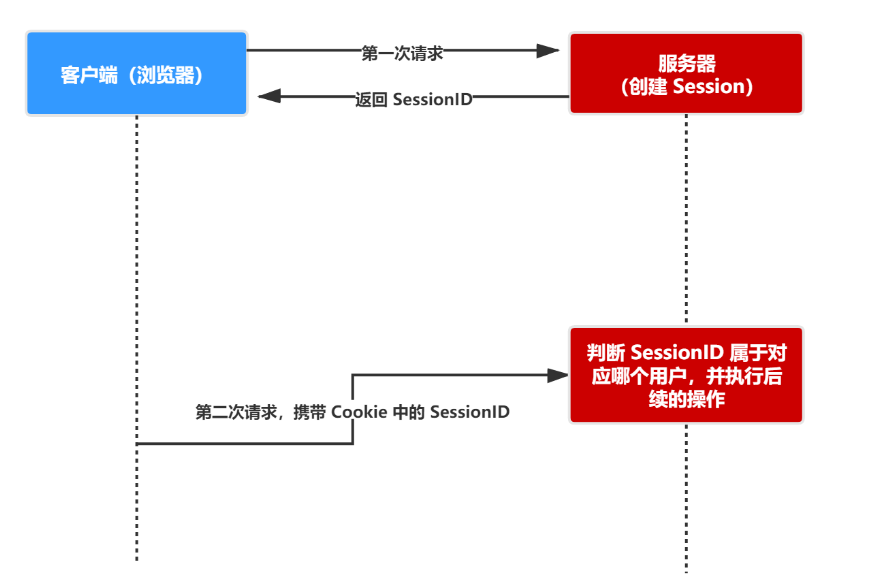 客户端（浏览器）
第一次请求
服务器
（创建 Session）
返回 SessionID
判断 SessionID 属于对
应哪个用户，并执行后
续的操作
第二次请求，携带 Cookie 中的 SessionID